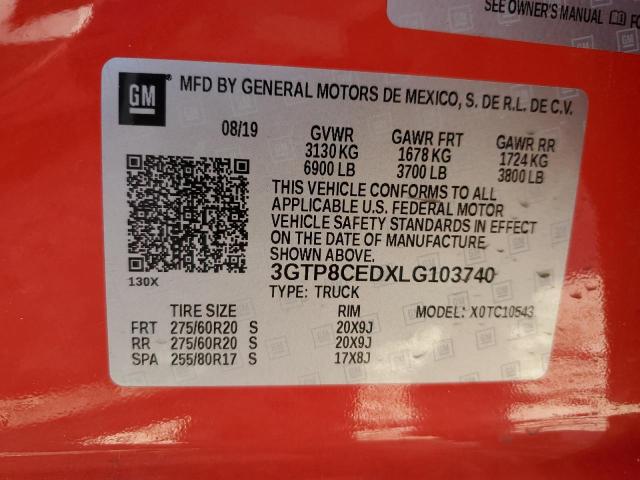 SEE OWNER'S MANUAL
GM
MFD BY GENERAL MOTORS DE MEXICO, S. DE R.L. DE C.V.
08/19 GVWR GAWR FRT GAWR RR
3130 KG 1678 KG 1724 KG
6900 LB 3700 LB 3800 LB
THIS VEHICLE CONFORMS TO ALL
APPLICABLE U.S. FEDERAL MOTOR
VEHICLE SAFETY STANDARDS IN EFFECT
ON THE DATE OF MANUFACTURE
SHOWN ABOVE.
3GTP8CEDXLG103740
130X
TYPE: TRUCK
TIRE SIZE RIM MODEL: X0TC10543
FRT 275/60R20 S 20X9J
RR 275/60R20 S 20X9J
SPA 255/80R17 S 17X8J